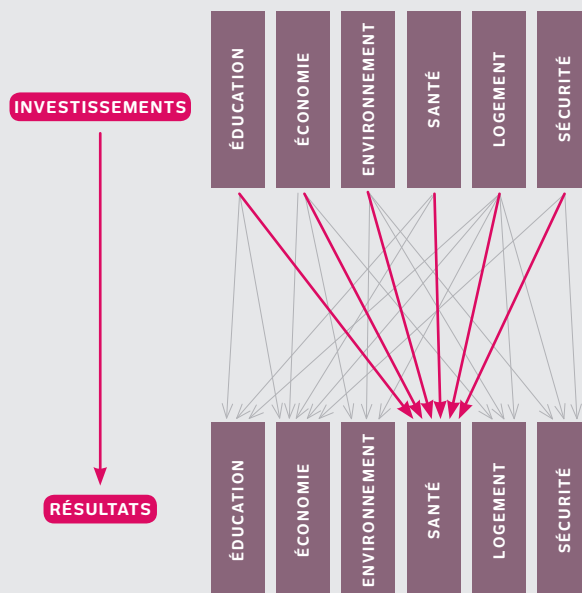 ÉDUCATION
ÉCONOMIE
ENVIRONNEMENT
SANTÉ
LOGEMENT
SÉCURITÉ
INVESTISSEMENTS
RÉSULTATS
ÉDUCATION
ÉCONOMIE
ENVIRONNEMENT
SANTÉ
LOGEMENT
SÉCURITÉ